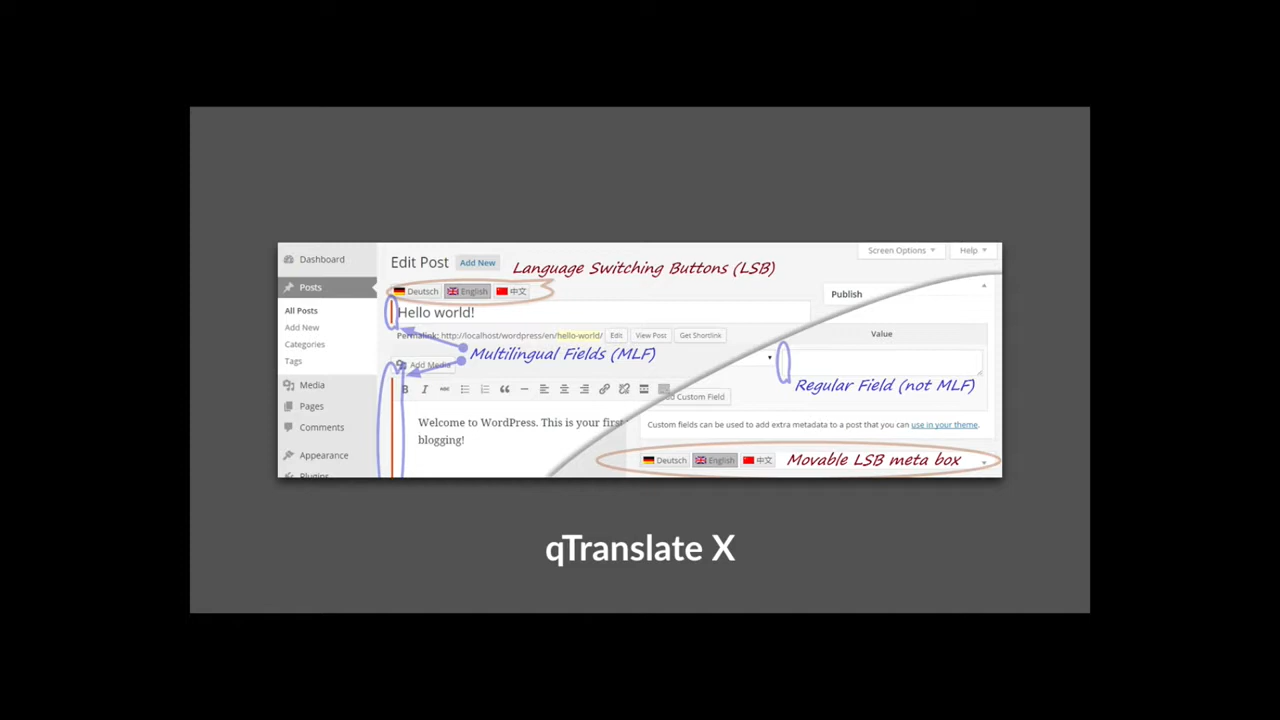 Dashboard
Posts
All Posts
Add New
Categories
Tags
Media
Pages
Comments
Appearance
Plugins
Edit Post Add New
Language Switching Buttons (LSB)
Screen Options Help
Deutsch English 中文
Hello world!
Permalink: http://localhost/wordpress/en/hello-world/ Edit View Post Get Shortlink
Multilingual Fields (MLF)
Add Media
B I ABC
Welcome to WordPress. This is your first
blogging!
Publish
Value
Regular Field (not MLF)
Custom Field
Custom fields can be used to add extra metadata to a post that you can use in your theme.
Deutsch English 中文 Movable LSB meta box
qTranslate X